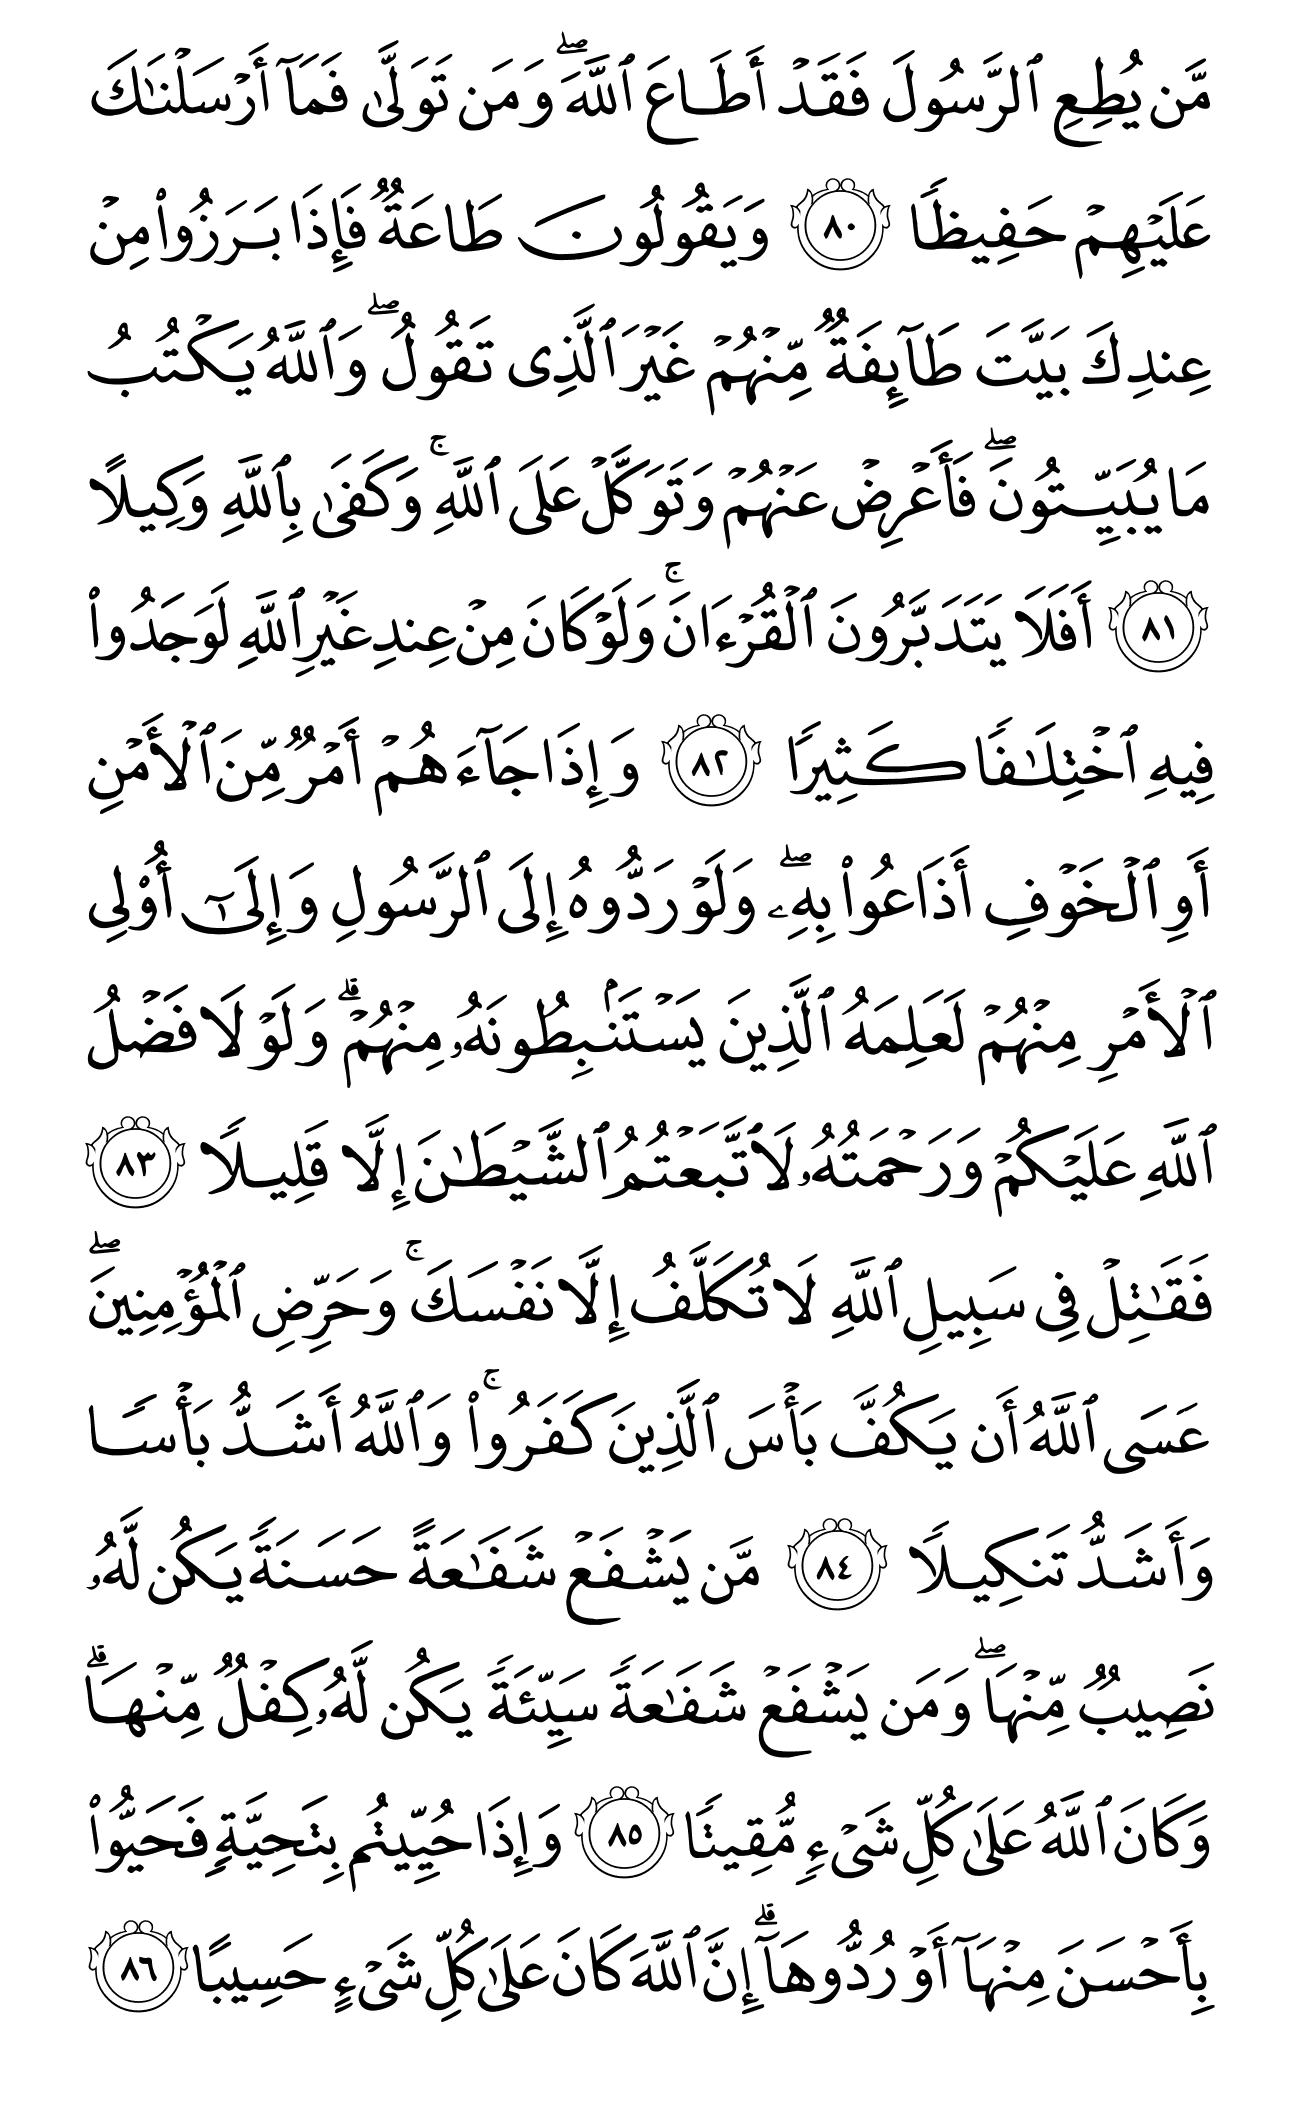 مَّن يُطِعِ ٱلرَّسُولَ فَقَدۡ أَطَاعَ ٱللَّهَۖ وَمَن تَوَلَّىٰ فَمَآ أَرۡسَلۡنَٰكَ
عَلَيۡهِمۡ حَفِيظٗا ٨٠ وَيَقُولُونَ طَاعَةٞ فَإِذَا بَرَزُواْ مِنۡ
عِندِكَ بَيَّتَ طَآئِفَةٞ مِّنۡهُمۡ غَيۡرَ ٱلَّذِي تَقُولُۖ وَٱللَّهُ يَكۡتُبُ
مَا يُبَيِّتُونَۖ فَأَعۡرِضۡ عَنۡهُمۡ وَتَوَكَّلۡ عَلَى ٱللَّهِۚ وَكَفَىٰ بِٱللَّهِ وَكِيلًا
٨١ أَفَلَا يَتَدَبَّرُونَ ٱلۡقُرۡءَانَۚ وَلَوۡ كَانَ مِنۡ عِندِ غَيۡرِ ٱللَّهِ لَوَجَدُواْ
فِيهِ ٱخۡتِلَٰفٗا كَثِيرٗا ٨٢ وَإِذَا جَآءَهُمۡ أَمۡرٞ مِّنَ ٱلۡأَمۡنِ
أَوِ ٱلۡخَوۡفِ أَذَاعُواْ بِهِۦۖ وَلَوۡ رَدُّوهُ إِلَى ٱلرَّسُولِ وَإِلَىٰٓ أُوْلِي
ٱلۡأَمۡرِ مِنۡهُمۡ لَعَلِمَهُ ٱلَّذِينَ يَسۡتَنۢبِطُونَهُۥ مِنۡهُمۡۗ وَلَوۡلَا فَضۡلُ
ٱللَّهِ عَلَيۡكُمۡ وَرَحۡمَتُهُۥ لَٱتَّبَعۡتُمُ ٱلشَّيۡطَٰنَ إِلَّا قَلِيلٗا ٨٣
فَقَٰتِلۡ فِي سَبِيلِ ٱللَّهِ لَا تُكَلَّفُ إِلَّا نَفۡسَكَۚ وَحَرِّضِ ٱلۡمُؤۡمِنِينَۖ
عَسَى ٱللَّهُ أَن يَكُفَّ بَأۡسَ ٱلَّذِينَ كَفَرُواْۚ وَٱللَّهُ أَشَدُّ بَأۡسٗا
وَأَشَدُّ تَنكِيلٗا ٨٤ مَّن يَشۡفَعۡ شَفَٰعَةً حَسَنَةٗ يَكُن لَّهُۥ
نَصِيبٞ مِّنۡهَاۖ وَمَن يَشۡفَعۡ شَفَٰعَةٗ سَيِّئَةٗ يَكُن لَّهُۥ كِفۡلٞ مِّنۡهَاۗ
وَكَانَ ٱللَّهُ عَلَىٰ كُلِّ شَيۡءٖ مُّقِيتٗا ٨٥ وَإِذَا حُيِّيتُم بِتَحِيَّةٖ فَحَيُّواْ
بِأَحۡسَنَ مِنۡهَآ أَوۡ رُدُّوهَآۗ إِنَّ ٱللَّهَ كَانَ عَلَىٰ كُلِّ شَيۡءٍ حَسِيبًا ٨٦